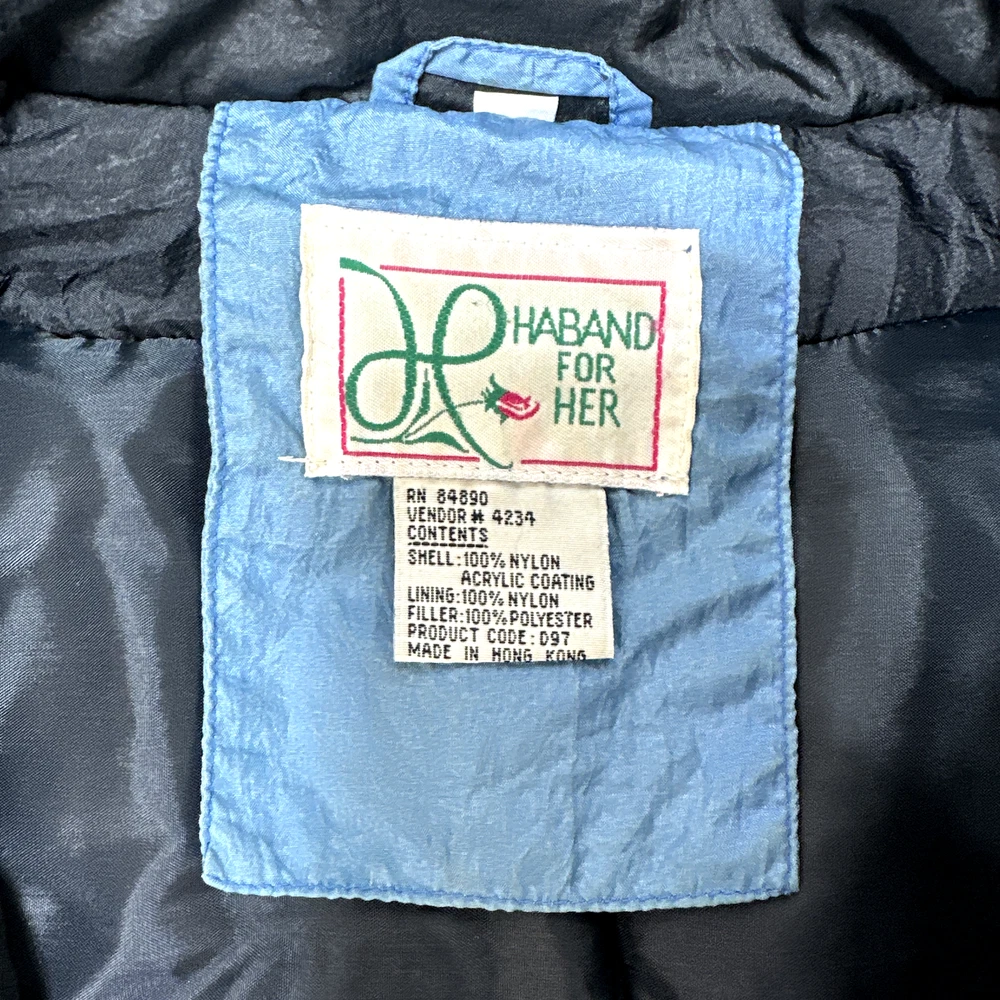 HABAND
FOR
HER
RN 84890
VENDOR # 4234
CONTENTS
SHELL:100% NYLON
ACRYLIC COATING
LINING:100% NYLON
FILLER:100% POLYESTER
PRODUCT CODE: D97
MADE IN HONG KONG